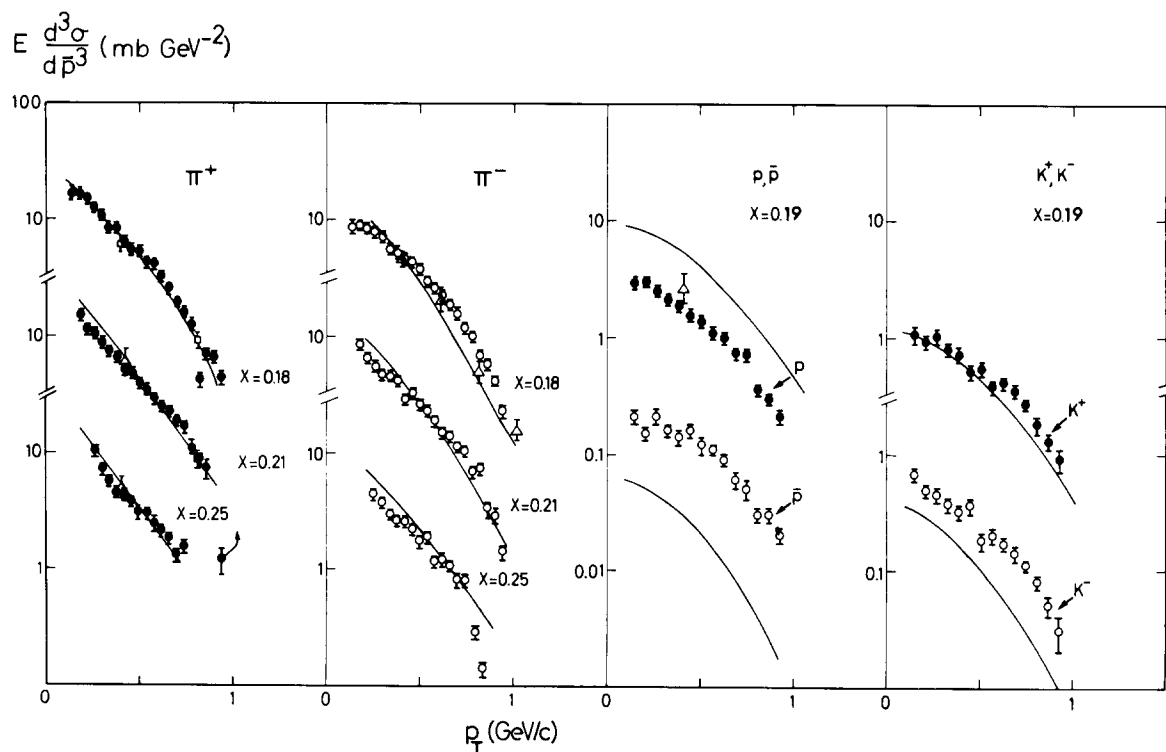 E d³σ/dp̄³ (mb GeV⁻²)
100
10
10
10
1
X=0.18
X=0.21
X=0.25
π⁺
0
1
10
10
1
X=0.18
X=0.21
X=0.25
π⁻
0
1
p,p̄
X=0.19
10
1
0.1
0.01
p
p̄
0
1
K⁺,K⁻
X=0.19
10
1
0.1
K⁺
K⁻
0
1
p_T (GeV/c)